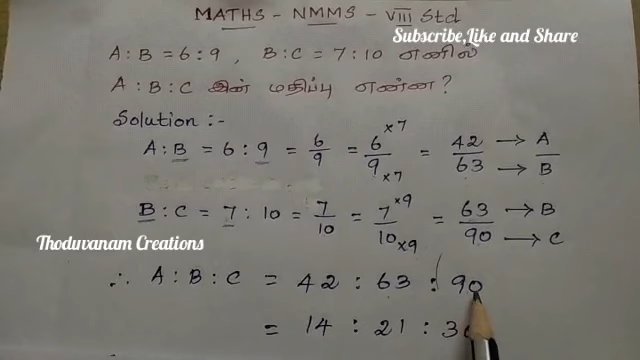 MATHS - NMMS - VIII Std
Subscribe,Like and Share
A:B = 6:9 , B:C = 7:10 எனில்
A:B:C இன் மதிப்பு என்ன?
Solution :-
A:B = 6:9 = 6/9 = 6×7/9×7 = 42/63 → A → B
B:C = 7:10 = 7/10 = 7×9/10×9 = 63/90 → B → C
Thoduvanam Creations
∴ A:B:C = 42 : 63 : 90
= 14 : 21 :